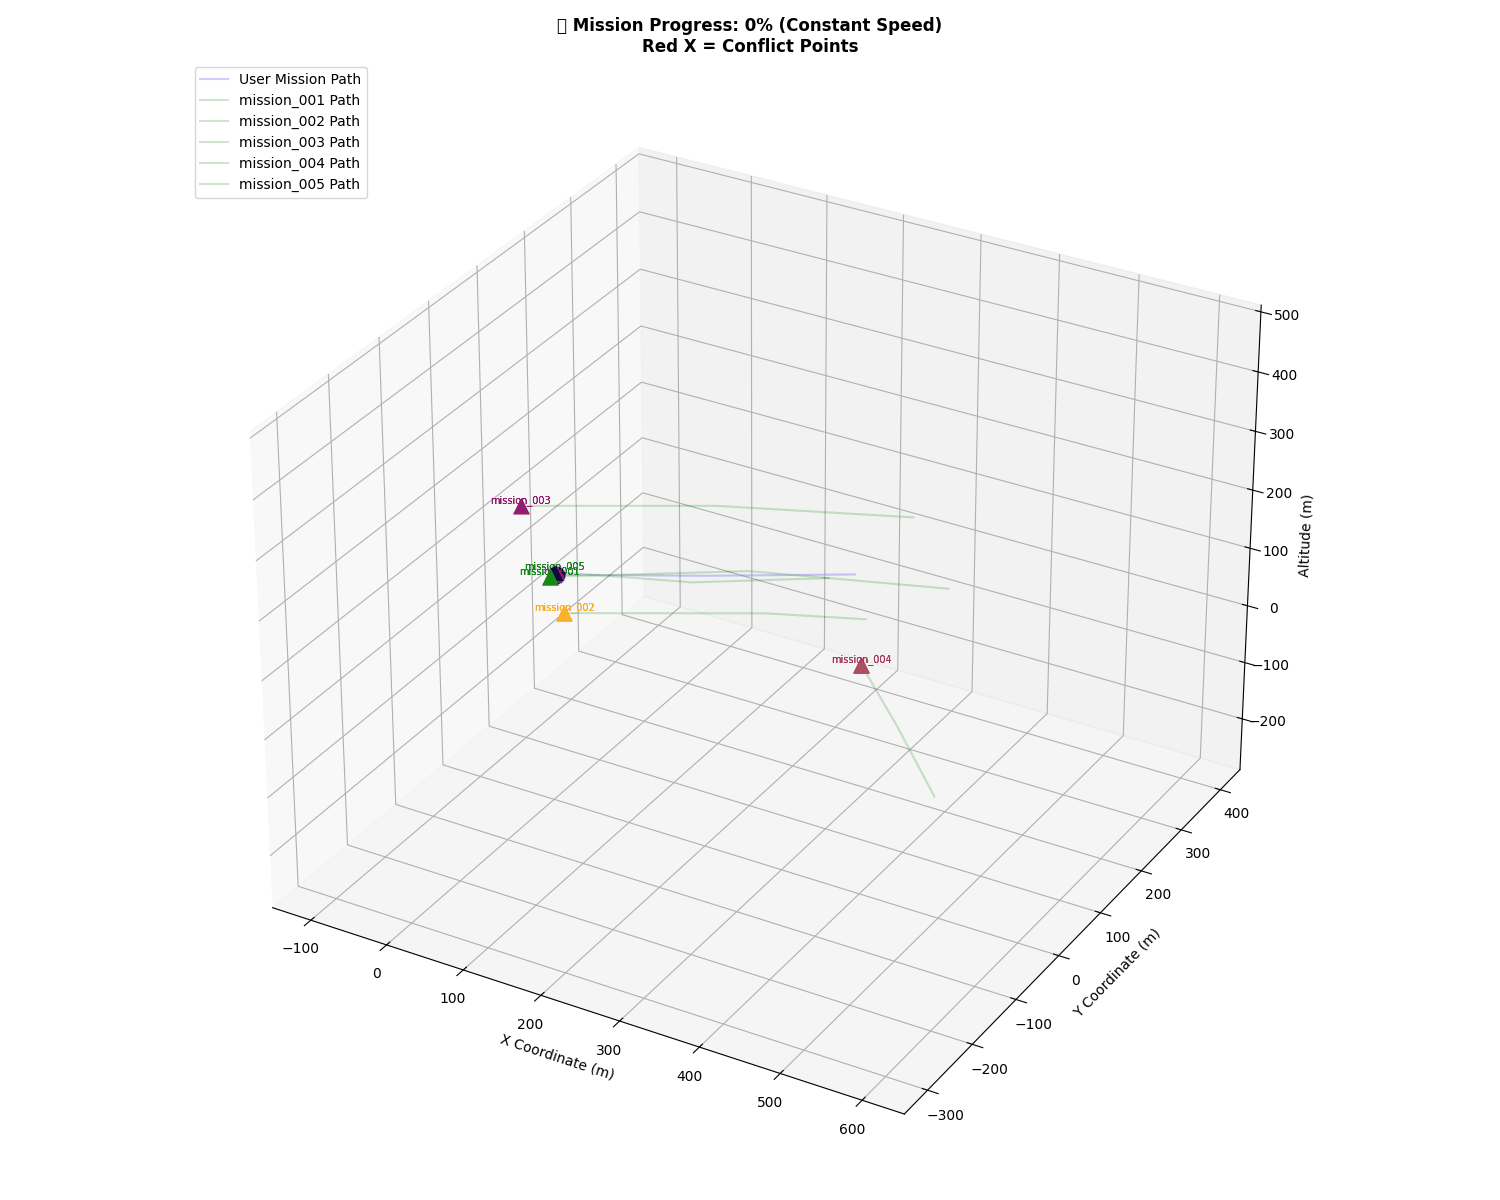 ▯ Mission Progress: 0% (Constant Speed)
Red X = Conflict Points
User Mission Path
mission_001 Path
mission_002 Path
mission_003 Path
mission_004 Path
mission_005 Path
mission_003
mission_005
mission_001
mission_002
mission_004
500
400
300
200
100
0
−100
−200
Altitude (m)
−100
0
100
200
300
400
500
600
X Coordinate (m)
400
300
200
100
0
−100
−200
−300
Y Coordinate (m)